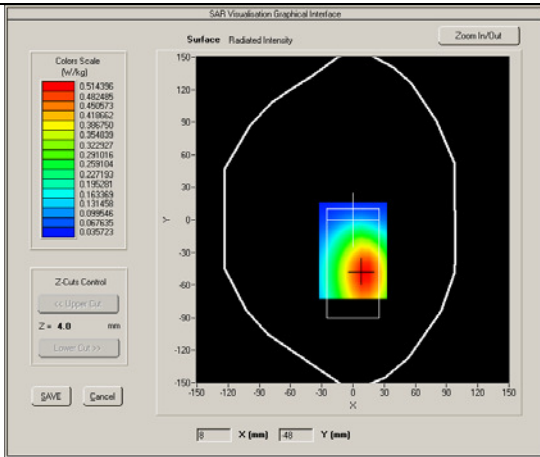 SAR Visualisation Graphical Interface
Surface Radiated Intensity
Zoom In/Out
Colors Scale
(W/kg)
0.514396
0.482485
0.450573
0.418662
0.386750
0.354839
0.322927
0.291016
0.259104
0.227193
0.195281
0.163369
0.131458
0.099546
0.067635
0.035723
Z-Cuts Control
<< Upper Cut
Z = 4.0 mm
Lower Cut >>
SAVE
Cancel
150
120
90
60
30
0
-30
-60
-90
-120
-150
Y
-150 -120 -90 -60 -30 0 30 60 90 120 150
X
8 X (mm) -48 Y (mm)